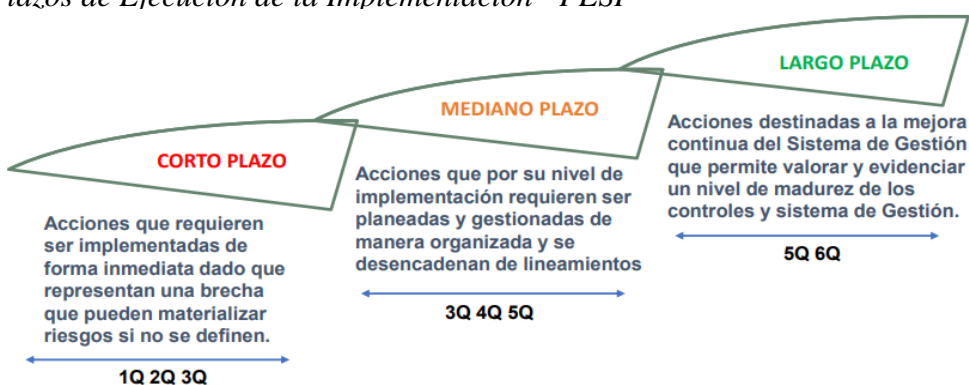 lazos de Ejecución de la Implementación - PESI
CORTO PLAZO
Acciones que requieren
ser implementadas de
forma inmediata dado que
representan una brecha
que pueden materializar
riesgos si no se definen.
1Q 2Q 3Q
MEDIANO PLAZO
Acciones que por su nivel de
implementación requieren ser
planeadas y gestionadas de
manera organizada y se
desencadenan de lineamientos
3Q 4Q 5Q
LARGO PLAZO
Acciones destinadas a la mejora
continua del Sistema de Gestión
que permite valorar y evidenciar
un nivel de madurez de los
controles y sistema de Gestión.
5Q 6Q